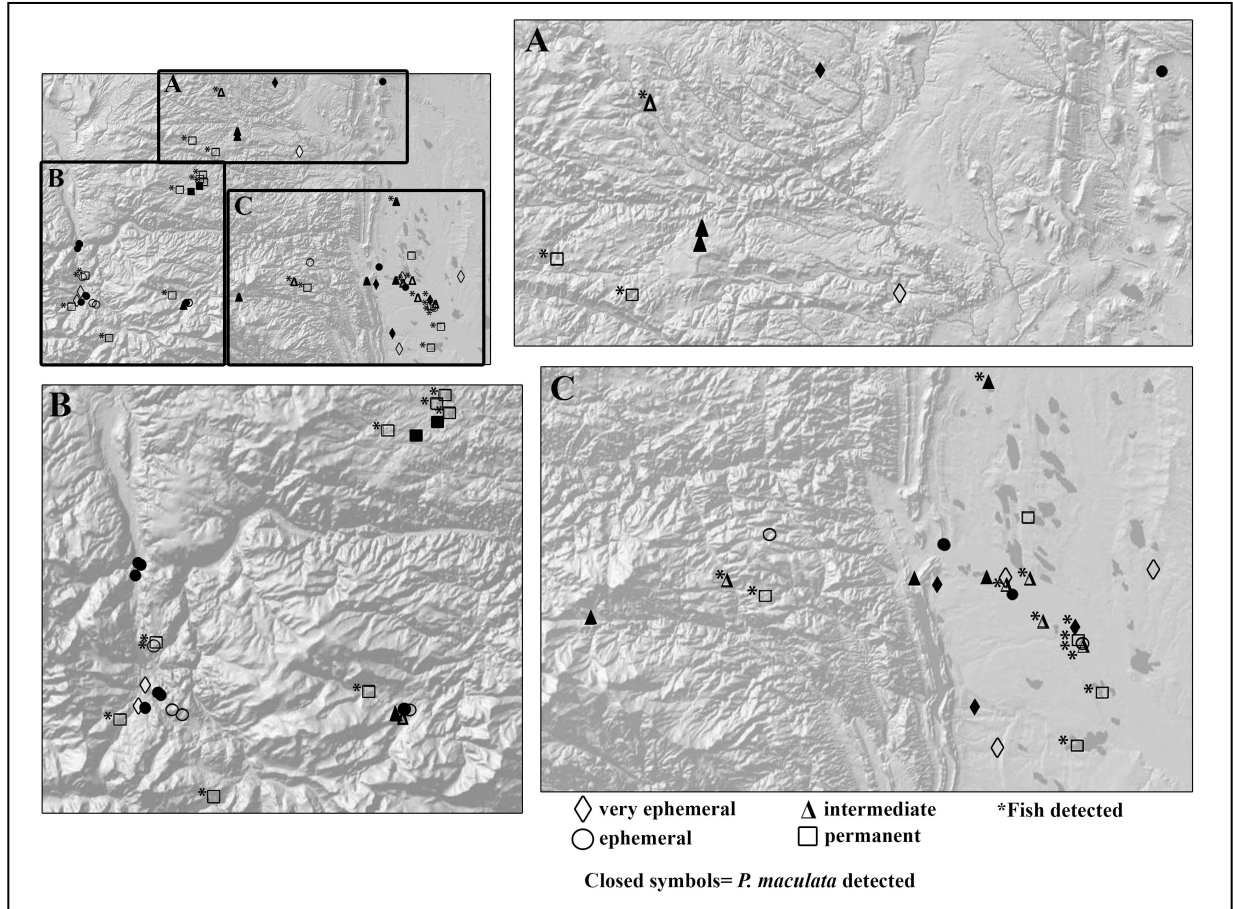 A
A
B
C
B
C
very ephemeral
intermediate
*Fish detected
ephemeral
permanent
Closed symbols= P. maculata detected